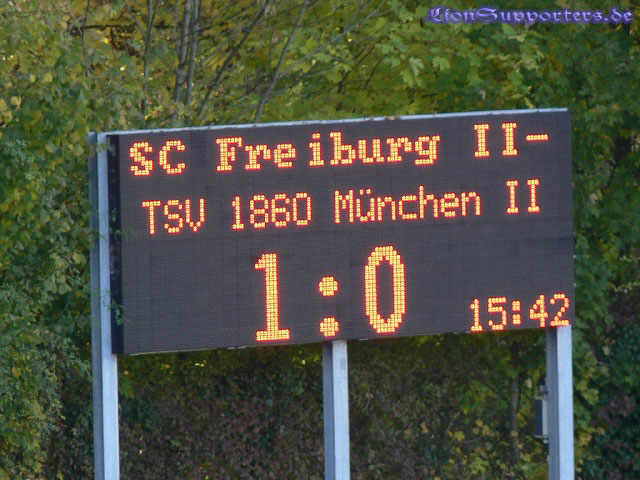 LionSupporters.de
SC Freiburg II-
TSV 1860 München II
1:0
15:42